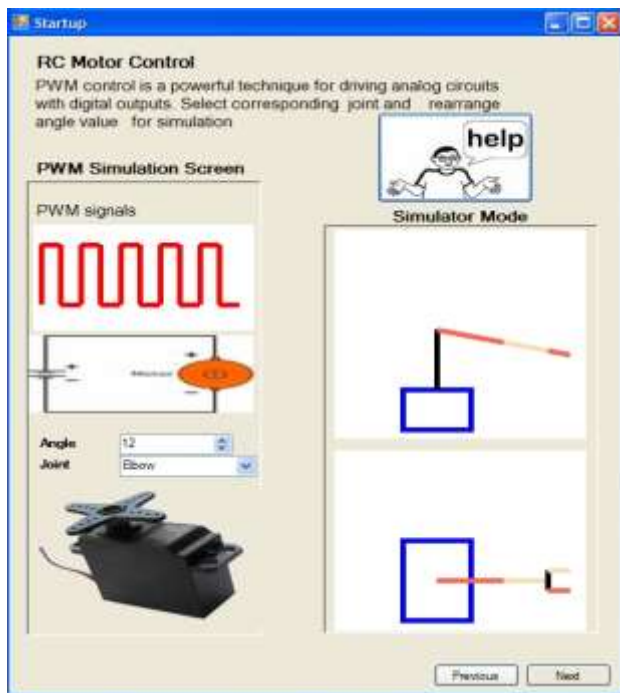 Startup
RC Motor Control
PWM control is a powerful technique for driving analog circuits
with digital outputs. Select corresponding joint and rearrange
angle value for simulation
help
PWM Simulation Screen
Simulator Mode
PWM signals
Motor
Angle 12
Joint Elbow
Previous Next